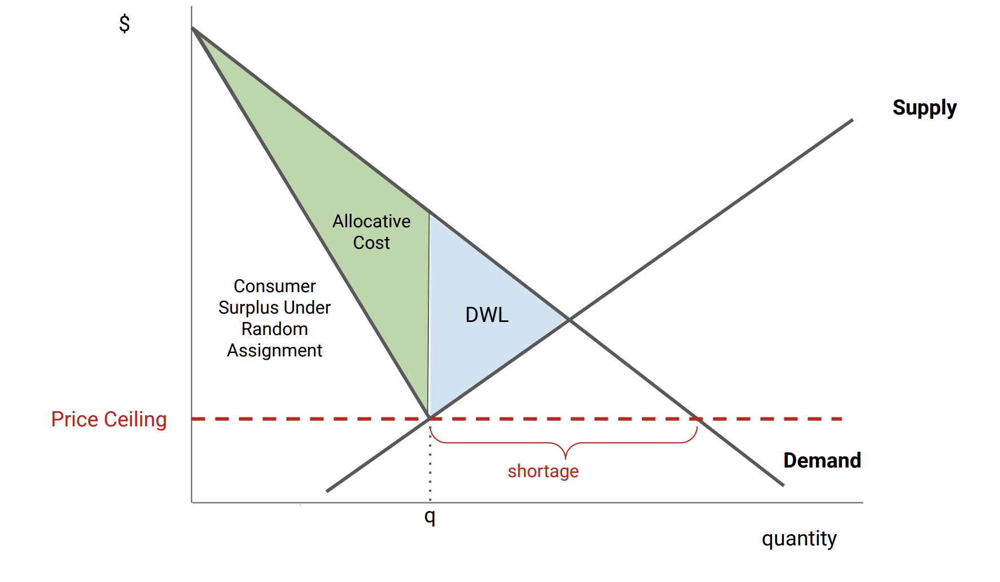 $
Supply
Allocative
Cost
Consumer
Surplus Under
Random
Assignment
DWL
Price Ceiling
Demand
shortage
q
quantity